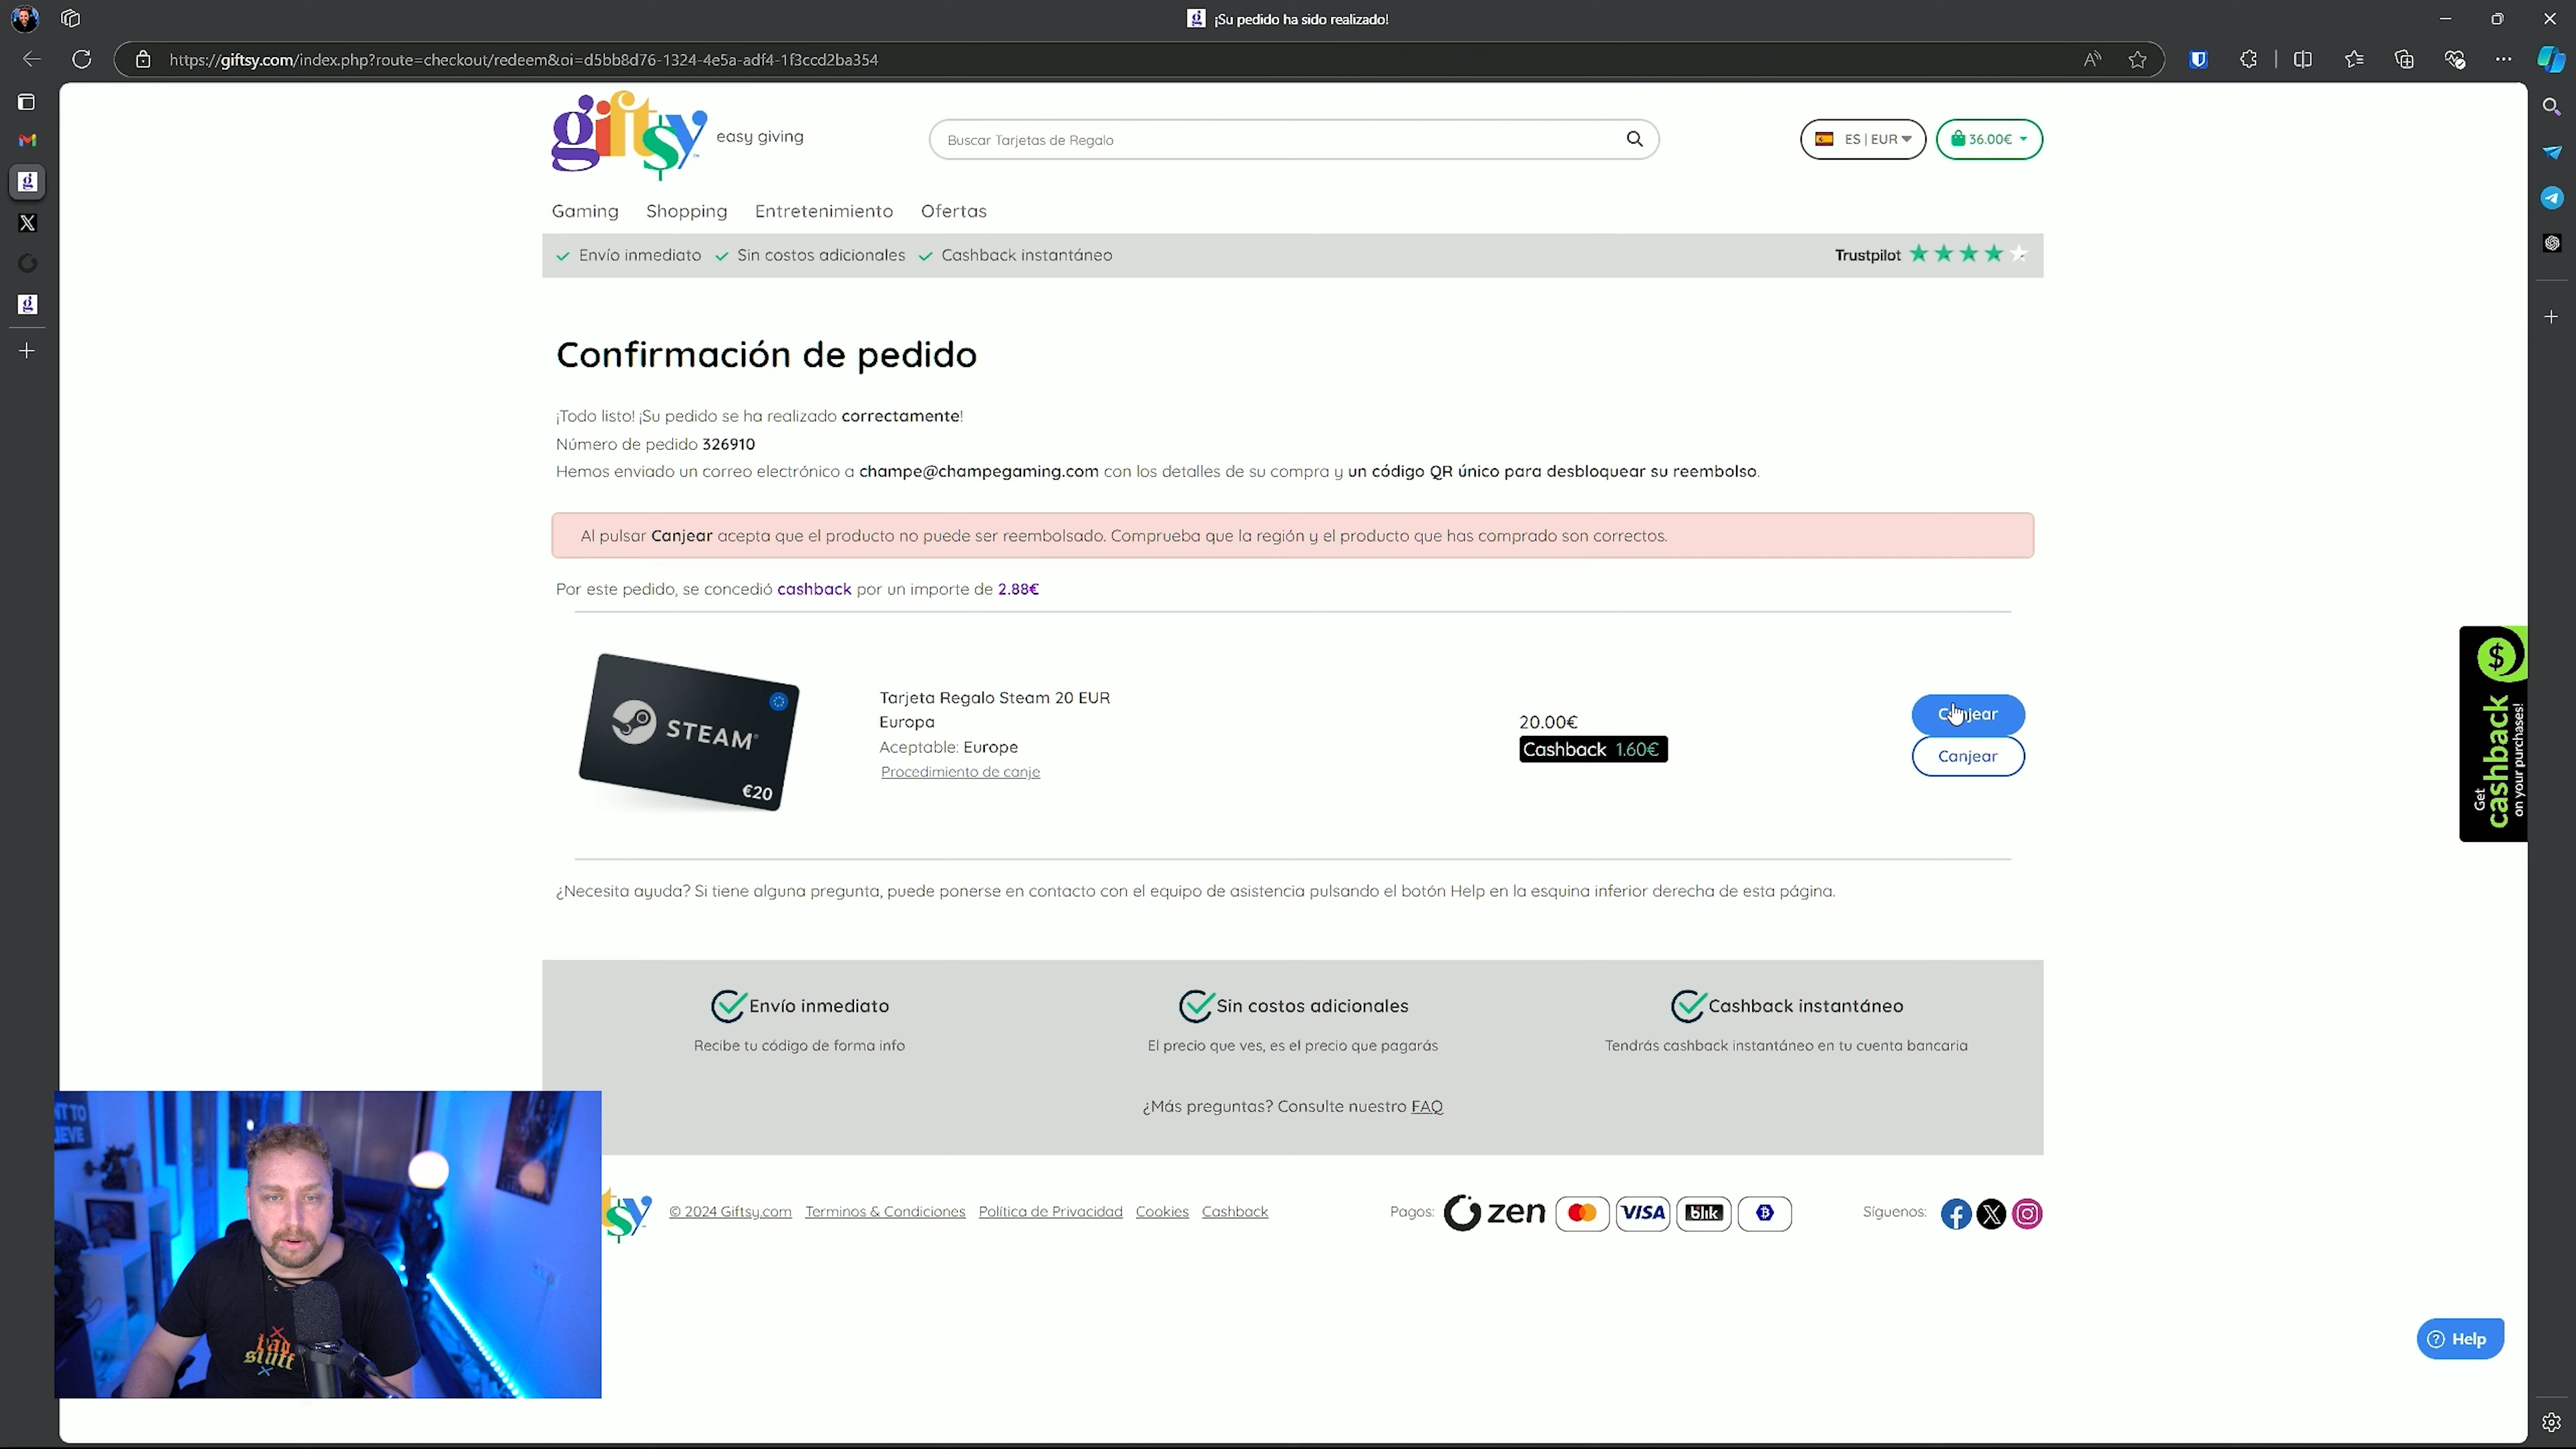 ¡Su pedido ha sido realizado!
https://giftsy.com/index.php?route=checkout/redeem&oi=d5bb8d76-1324-4e5a-adf4-1f3ccd2ba354
giftsy easy giving
Buscar Tarjetas de Regalo
ES | EUR
36.00€
Gaming Shopping Entretenimiento Ofertas
Envío inmediato Sin costos adicionales Cashback instantáneo
Trustpilot
Confirmación de pedido
¡Todo listo! ¡Su pedido se ha realizado correctamente!
Número de pedido 326910
Hemos enviado un correo electrónico a champe@champegaming.com con los detalles de su compra y un código QR único para desbloquear su reembolso.
Al pulsar Canjear acepta que el producto no puede ser reembolsado. Comprueba que la región y el producto que has comprado son correctos.
Por este pedido, se concedió cashback por un importe de 2.88€
STEAM
€20
Tarjeta Regalo Steam 20 EUR
Europa
Aceptable: Europe
Procedimiento de canje
20.00€
Cashback 1.60€
Canjear
Canjear
Get
cashback
on your purchases!
¿Necesita ayuda? Si tiene alguna pregunta, puede ponerse en contacto con el equipo de asistencia pulsando el botón Help en la esquina inferior derecha de esta página.
Envío inmediato
Recibe tu código de forma info
Sin costos adicionales
El precio que ves, es el precio que pagarás
Cashback instantáneo
Tendrás cashback instantáneo en tu cuenta bancaria
¿Más preguntas? Consulte nuestro FAQ
© 2024 Giftsy.com Terminos & Condiciones Política de Privacidad Cookies Cashback
Pagos: zen VISA blik
Síguenos:
Help